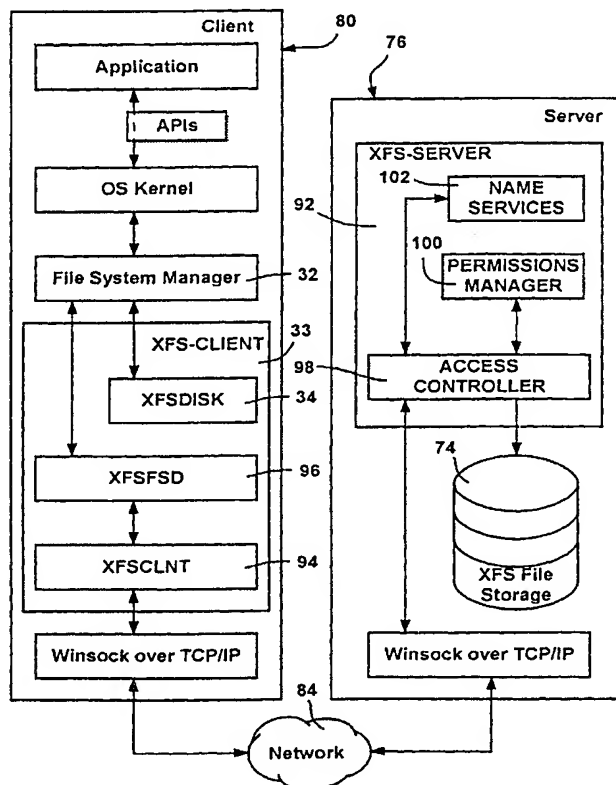 Client
80
Application
APIs
OS Kernel
File System Manager
32
XFS-CLIENT
33
XFSDISK
34
XFSFSD
96
XFSCLNT
94
Winsock over TCP/IP
76
Server
XFS-SERVER
102
NAME
SERVICES
92
100
PERMISSIONS
MANAGER
98
ACCESS
CONTROLLER
74
XFS File
Storage
Winsock over TCP/IP
84
Network